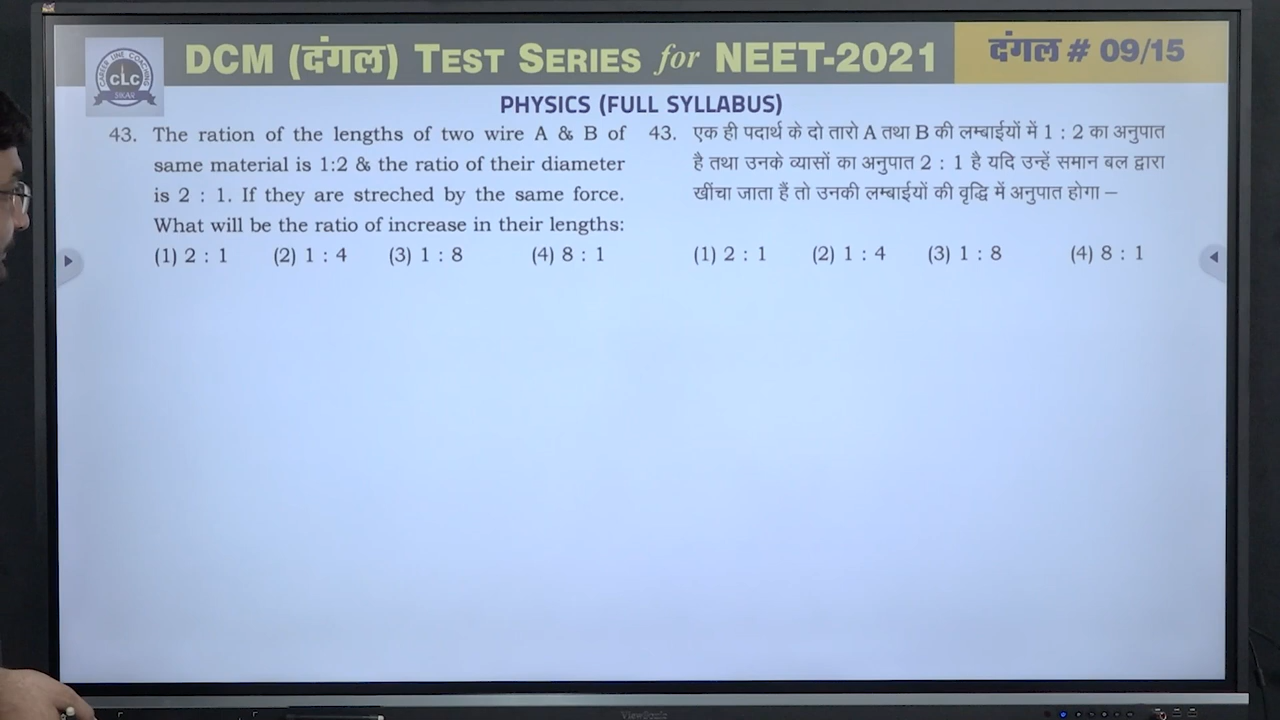 DCM (दंगल) TEST SERIES for NEET-2021
दंगल # 09/15
CAREER LINE COACHING
CLC
SIKAR
PHYSICS (FULL SYLLABUS)
43. The ration of the lengths of two wire A & B of
same material is 1:2 & the ratio of their diameter
is 2 : 1. If they are streched by the same force.
What will be the ratio of increase in their lengths:
(1) 2 : 1 (2) 1 : 4 (3) 1 : 8 (4) 8 : 1
43. एक ही पदार्थ के दो तारो A तथा B की लम्बाईयों में 1 : 2 का अनुपात
है तथा उनके व्यासों का अनुपात 2 : 1 है यदि उन्हें समान बल द्वारा
खींचा जाता हैं तो उनकी लम्बाईयों की वृद्धि में अनुपात होगा –
(1) 2 : 1 (2) 1 : 4 (3) 1 : 8 (4) 8 : 1
ViewSonic